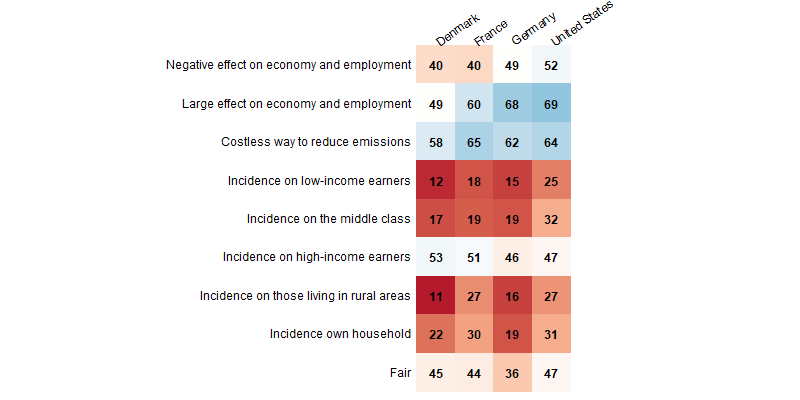 Denmark France Germany United States
Negative effect on economy and employment 40 40 49 52
Large effect on economy and employment 49 60 68 69
Costless way to reduce emissions 58 65 62 64
Incidence on low-income earners 12 18 15 25
Incidence on the middle class 17 19 19 32
Incidence on high-income earners 53 51 46 47
Incidence on those living in rural areas 11 27 16 27
Incidence own household 22 30 19 31
Fair 45 44 36 47